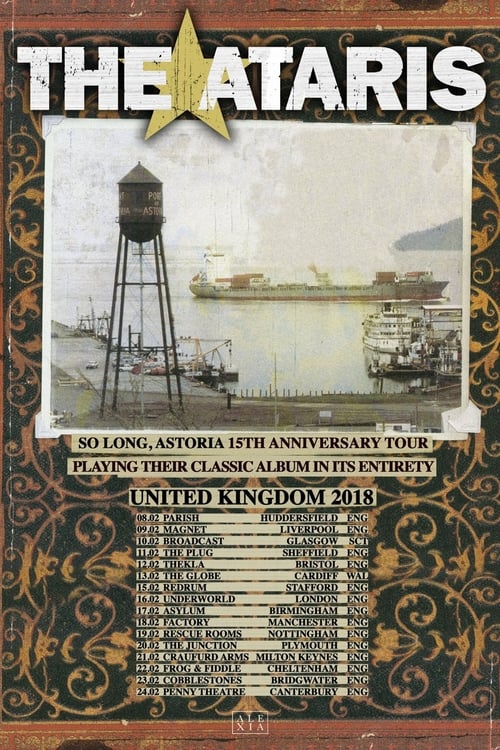 THE ATARIS
PORT OF
ASTORIA
SO LONG, ASTORIA 15TH ANNIVERSARY TOUR
PLAYING THEIR CLASSIC ALBUM IN ITS ENTIRETY
UNITED KINGDOM 2018
08.02 PARISH HUDDERSFIELD ENG
09.02 MAGNET LIVERPOOL ENG
10.02 BROADCAST GLASGOW SCT
11.02 THE PLUG SHEFFIELD ENG
12.02 THEKLA BRISTOL ENG
13.02 THE GLOBE CARDIFF WAL
15.02 REDRUM STAFFORD ENG
16.02 UNDERWORLD LONDON ENG
17.02 ASYLUM BIRMINGHAM ENG
18.02 FACTORY MANCHESTER ENG
19.02 RESCUE ROOMS NOTTINGHAM ENG
20.02 THE JUNCTION PLYMOUTH ENG
21.02 CRAUFURD ARMS MILTON KEYNES ENG
22.02 FROG & FIDDLE CHELTENHAM ENG
23.02 COBBLESTONES BRIDGWATER ENG
24.02 PENNY THEATRE CANTERBURY ENG
ALE
XIA